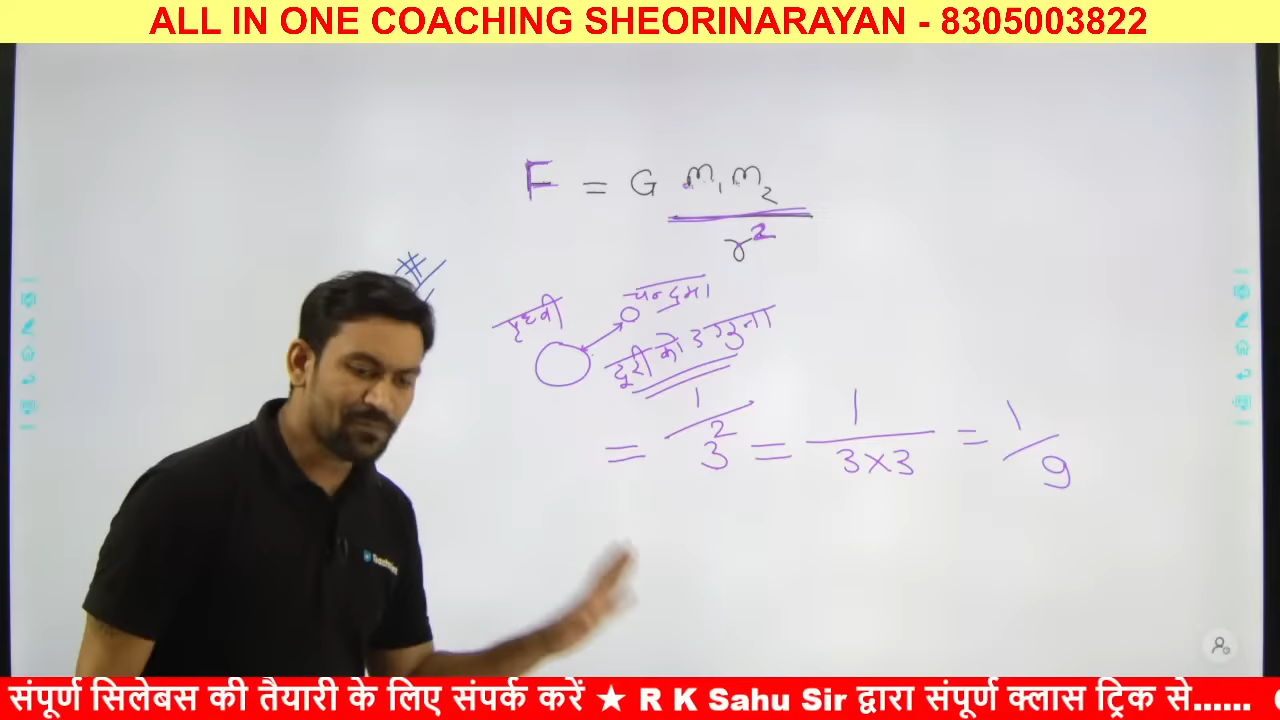 ALL IN ONE COACHING SHEORINARAYAN - 8305003822
F = G m₁m₂ / r²
पृथ्वी
चन्द्रमा
दूरी को 3 गुना
= 1/3² = 1/3×3 = 1/9
संपूर्ण सिलेबस की तैयारी के लिए संपर्क करें ★ R K Sahu Sir द्वारा संपूर्ण क्लास ट्रिक से......